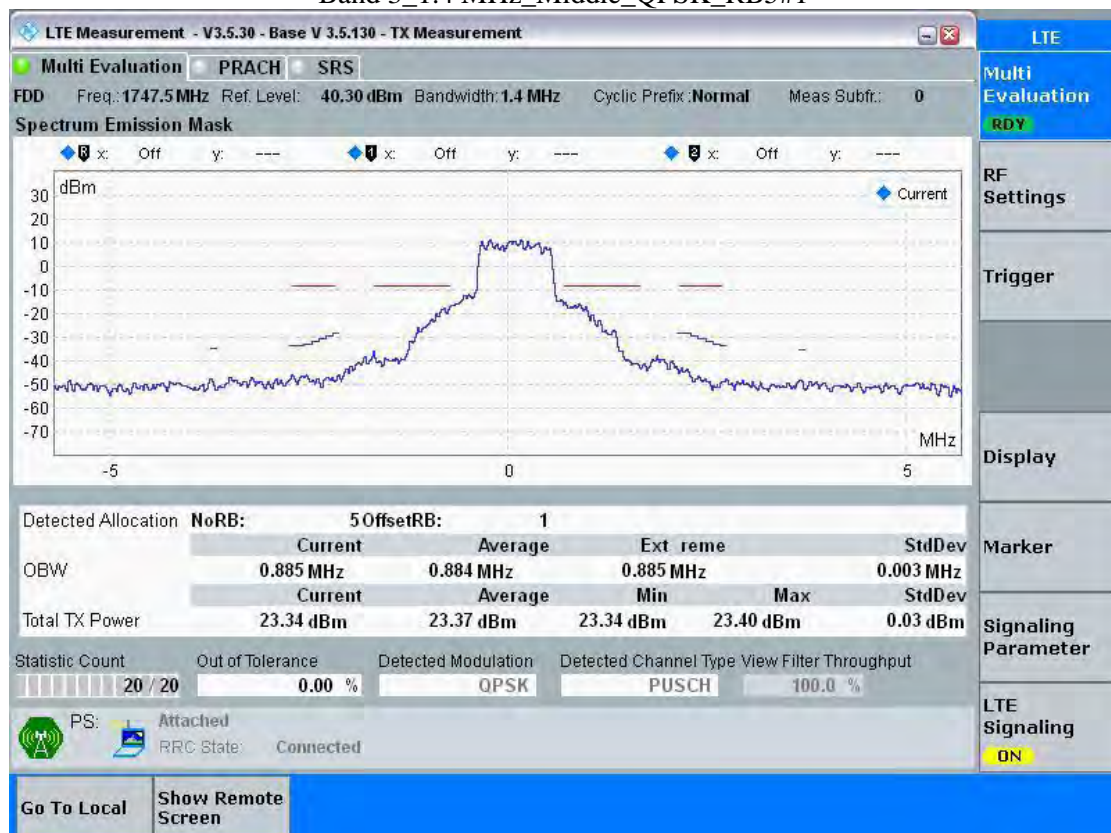 Band 3_1.4 MHz_Middle_QPSK_RB5#1
LTE Measurement - V3.5.30 - Base V 3.5.130 - TX Measurement
LTE
Multi Evaluation PRACH SRS
Multi Evaluation
RDY
FDD Freq.: 1747.5 MHz Ref. Level: 40.30 dBm Bandwidth: 1.4 MHz Cyclic Prefix : Normal Meas Subfr.: 0
Spectrum Emission Mask
R x: Off y: --- 1 x: Off y: --- 2 x: Off y: ---
dBm
Current
30
20
10
0
-10
-20
-30
-40
-50
-60
-70
MHz
-5 0 5
RF Settings
Trigger
Display
Marker
Signaling Parameter
LTE Signaling
ON
Detected Allocation NoRB: 5 OffsetRB: 1
Current Average Ext reme StdDev
OBW 0.885 MHz 0.884 MHz 0.885 MHz 0.003 MHz
Current Average Min Max StdDev
Total TX Power 23.34 dBm 23.37 dBm 23.34 dBm 23.40 dBm 0.03 dBm
Statistic Count Out of Tolerance Detected Modulation Detected Channel Type View Filter Throughput
20 / 20 0.00 % QPSK PUSCH 100.0 %
PS: Attached
RRC State: Connected
Go To Local
Show Remote Screen